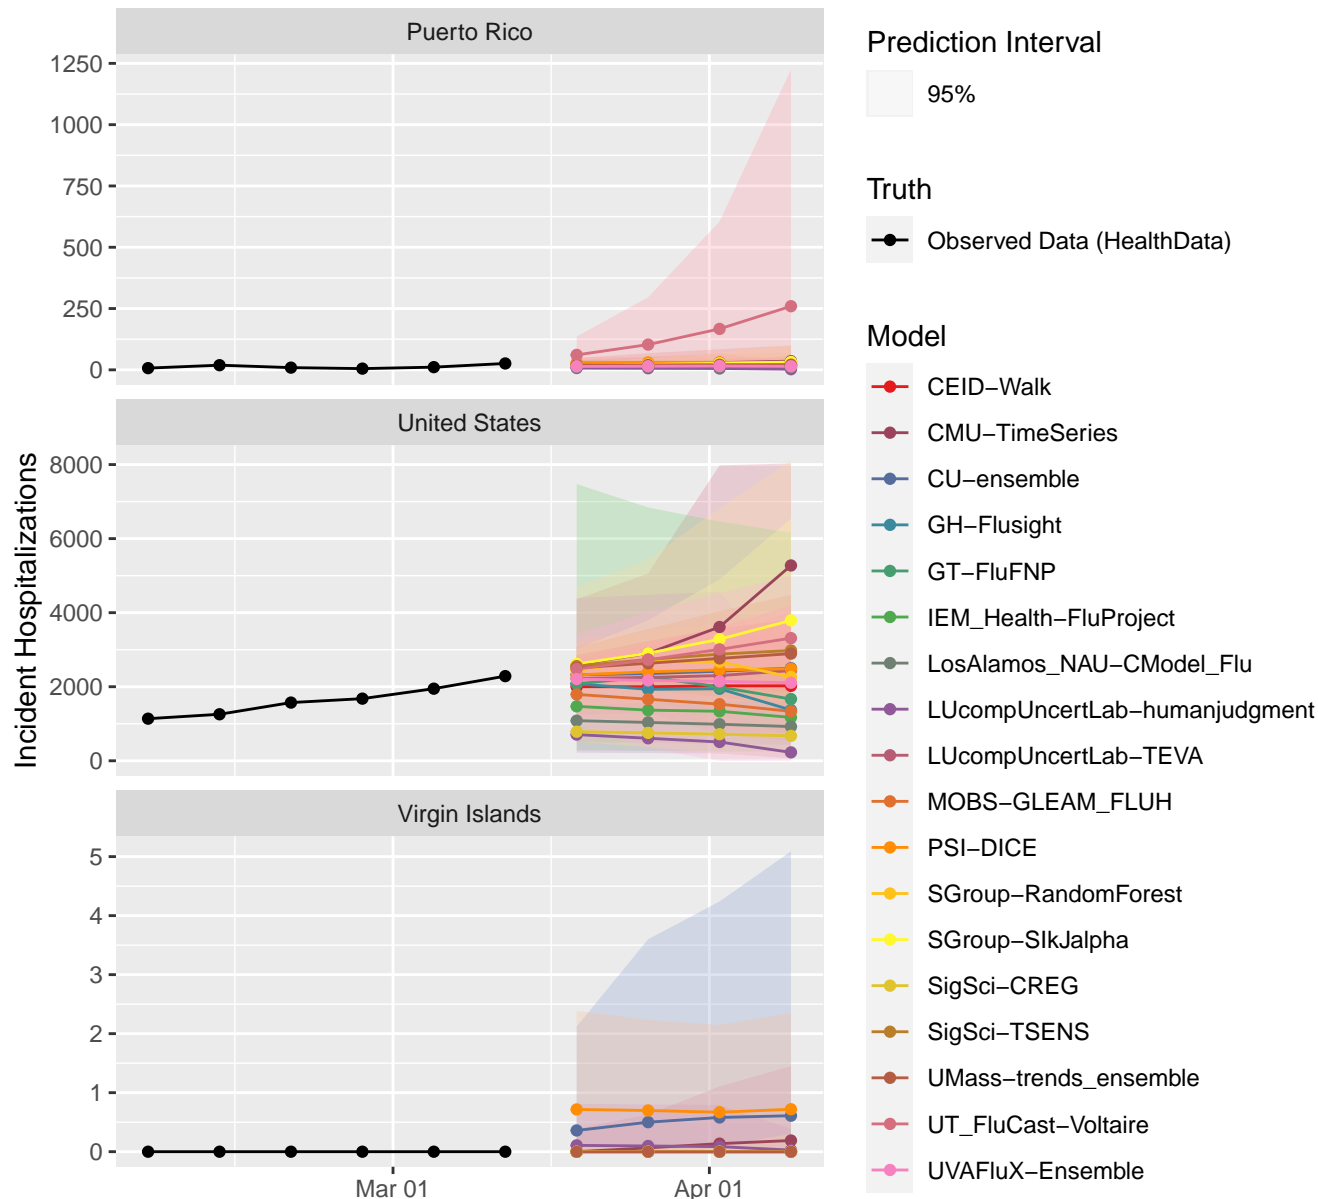 Puerto Rico
1250
1000
750
500
250
0
United States
8000
6000
4000
2000
0
Virgin Islands
5
4
3
2
1
0
Mar 01
Apr 01
Incident Hospitalizations
Prediction Interval
95%
Truth
Observed Data (HealthData)
Model
CEID−Walk
CMU−TimeSeries
CU−ensemble
GH−Flusight
GT−FluFNP
IEM_Health−FluProject
LosAlamos_NAU−CModel_Flu
LUcompUncertLab−humanjudgment
LUcompUncertLab−TEVA
MOBS−GLEAM_FLUH
PSI−DICE
SGroup−RandomForest
SGroup−SIkJalpha
SigSci−CREG
SigSci−TSENS
UMass−trends_ensemble
UT_FluCast−Voltaire
UVAFluX−Ensemble